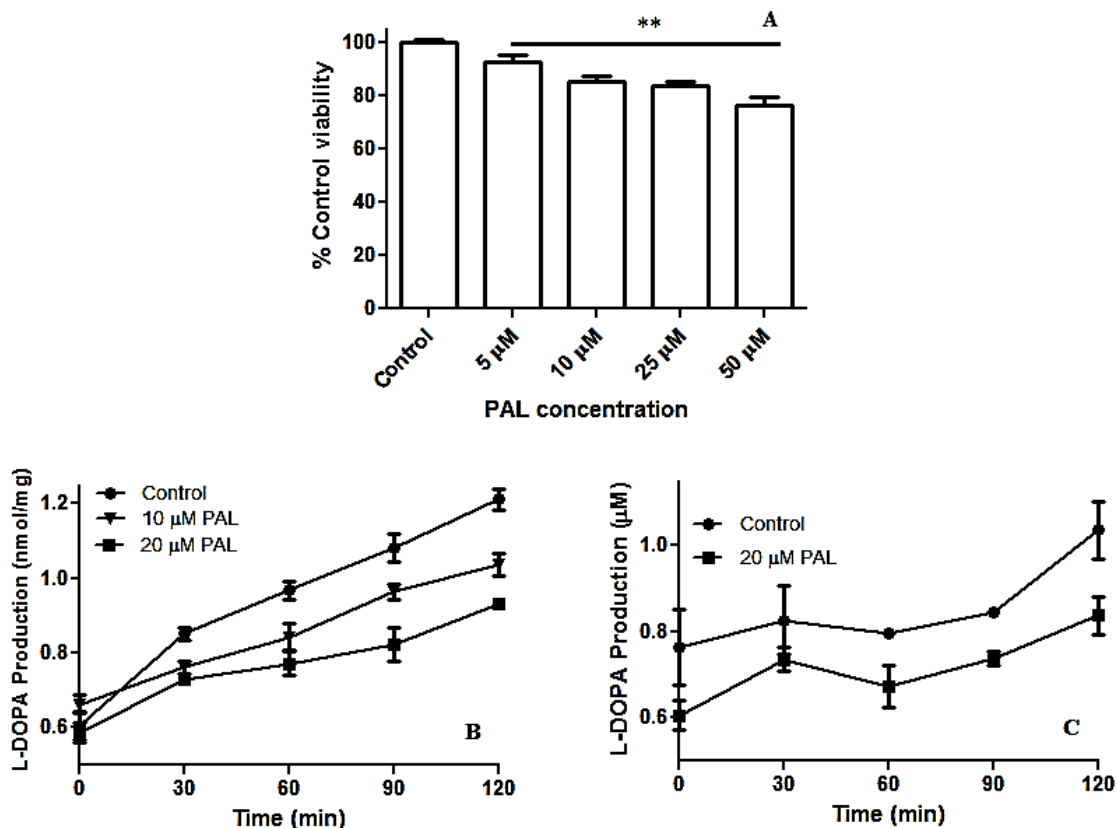 ** A
100
80
60
40
20
0
% Control viability
Control
5 μM
10 μM
25 μM
50 μM
PAL concentration
L-DOPA Production (nmol/mg)
1.2
1.0
0.8
0.6
Control
10 μM PAL
20 μM PAL
B
0 30 60 90 120
Time (min)
L-DOPA Production (μM)
1.0
0.8
0.6
Control
20 μM PAL
C
0 30 60 90 120
Time (min)